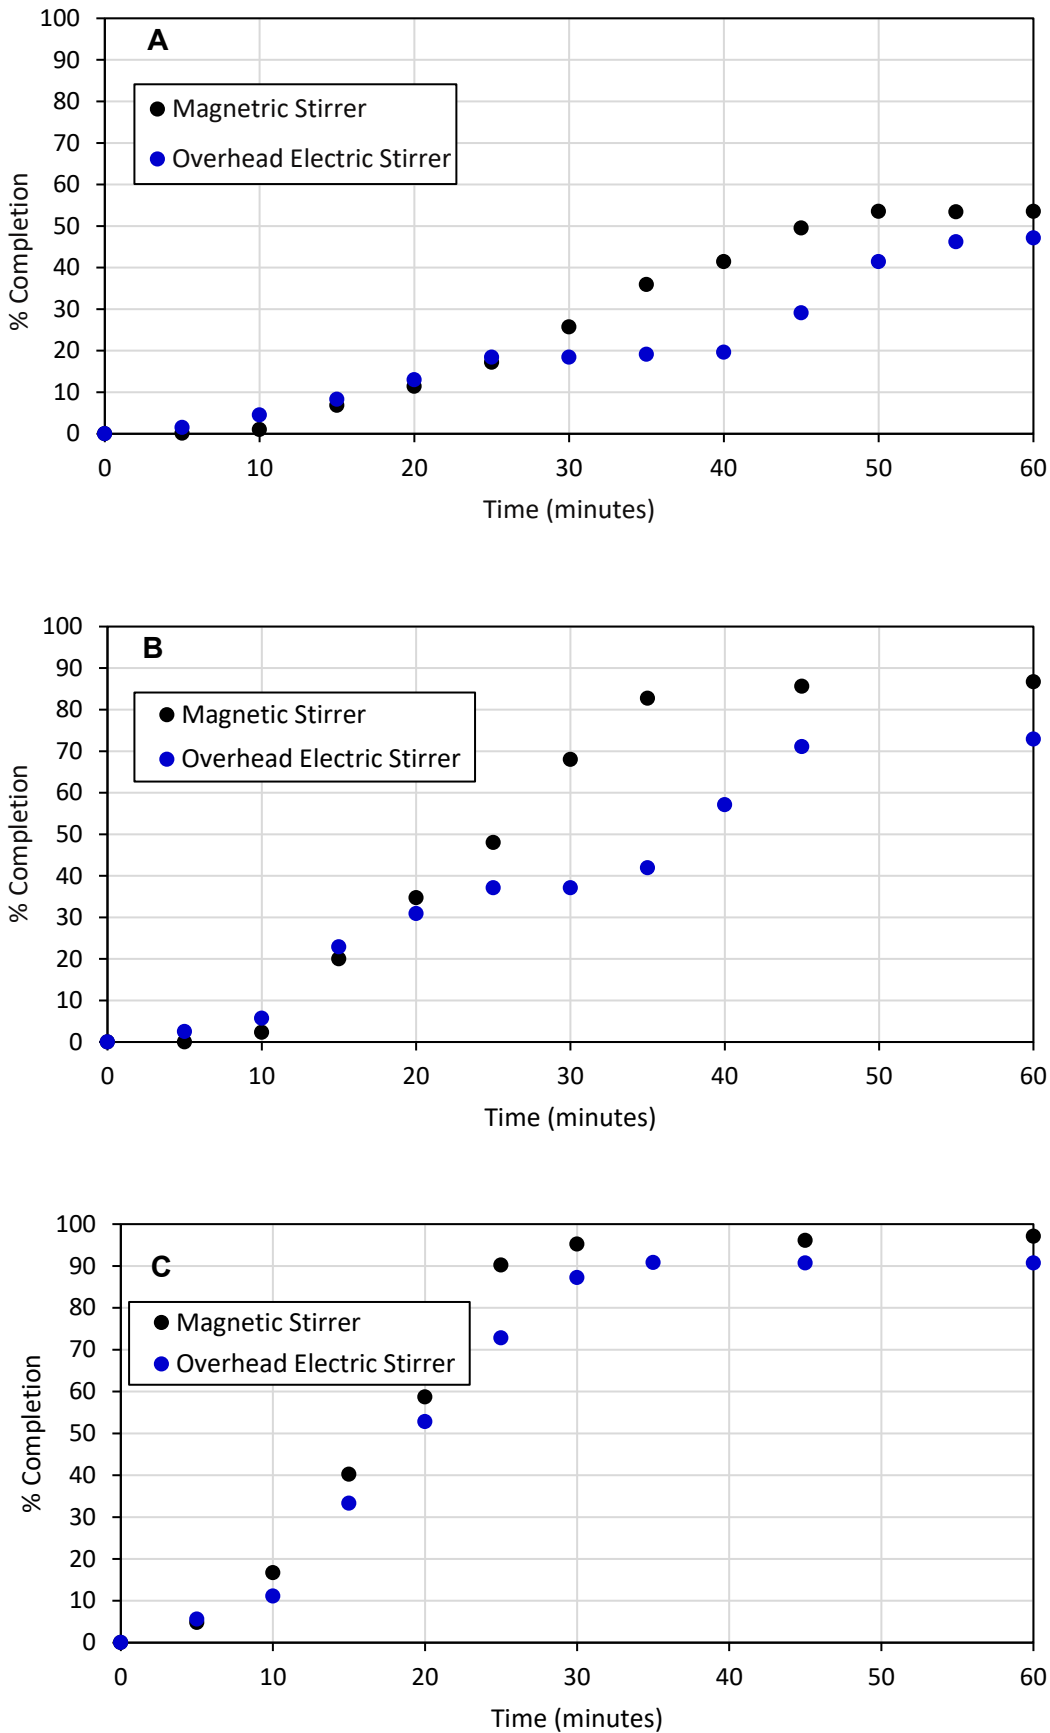 A
100
90
80
70
60
50
40
30
20
10
0
% Completion
Magnetric Stirrer
Overhead Electric Stirrer
0 10 20 30 40 50 60
Time (minutes)
B
100
90
80
70
60
50
40
30
20
10
0
% Completion
Magnetic Stirrer
Overhead Electric Stirrer
0 10 20 30 40 50 60
Time (minutes)
C
100
90
80
70
60
50
40
30
20
10
0
% Completion
Magnetic Stirrer
Overhead Electric Stirrer
0 10 20 30 40 50 60
Time (minutes)